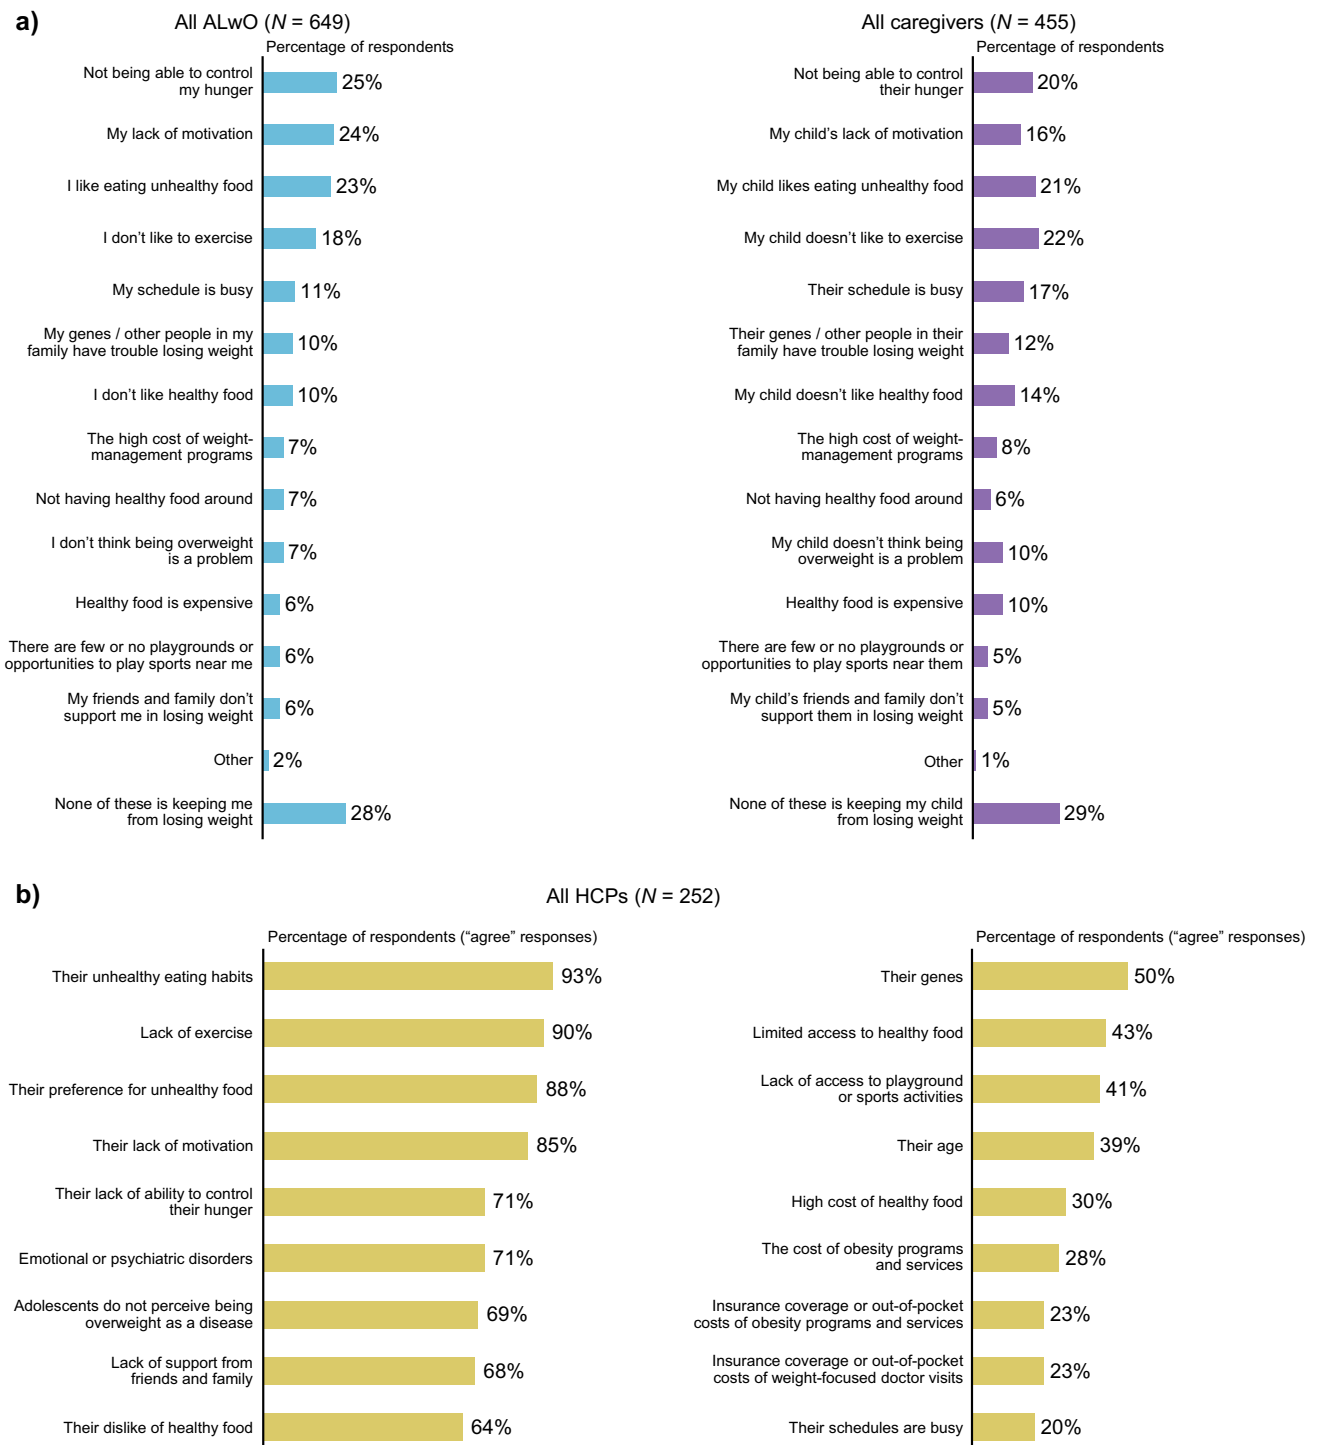 a)
All ALwO (N = 649)
Percentage of respondents
Not being able to control
my hunger
25%
My lack of motivation
24%
I like eating unhealthy food
23%
I don’t like to exercise
18%
My schedule is busy
11%
My genes / other people in my
family have trouble losing weight
10%
I don’t like healthy food
10%
The high cost of weight-
management programs
7%
Not having healthy food around
7%
I don’t think being overweight
is a problem
7%
Healthy food is expensive
6%
There are few or no playgrounds or
opportunities to play sports near me
6%
My friends and family don’t
support me in losing weight
6%
Other
2%
None of these is keeping me
from losing weight
28%
All caregivers (N = 455)
Percentage of respondents
Not being able to control
their hunger
20%
My child’s lack of motivation
16%
My child likes eating unhealthy food
21%
My child doesn’t like to exercise
22%
Their schedule is busy
17%
Their genes / other people in their
family have trouble losing weight
12%
My child doesn’t like healthy food
14%
The high cost of weight-
management programs
8%
Not having healthy food around
6%
My child doesn’t think being
overweight is a problem
10%
Healthy food is expensive
10%
There are few or no playgrounds or
opportunities to play sports near them
5%
My child’s friends and family don’t
support them in losing weight
5%
Other
1%
None of these is keeping my child
from losing weight
29%
b)
All HCPs (N = 252)
Percentage of respondents (“agree” responses)
Their unhealthy eating habits
93%
Lack of exercise
90%
Their preference for unhealthy food
88%
Their lack of motivation
85%
Their lack of ability to control
their hunger
71%
Emotional or psychiatric disorders
71%
Adolescents do not perceive being
overweight as a disease
69%
Lack of support from
friends and family
68%
Their dislike of healthy food
64%
Percentage of respondents (“agree” responses)
Their genes
50%
Limited access to healthy food
43%
Lack of access to playground
or sports activities
41%
Their age
39%
High cost of healthy food
30%
The cost of obesity programs
and services
28%
Insurance coverage or out-of-pocket
costs of obesity programs and services
23%
Insurance coverage or out-of-pocket
costs of weight-focused doctor visits
23%
Their schedules are busy
20%